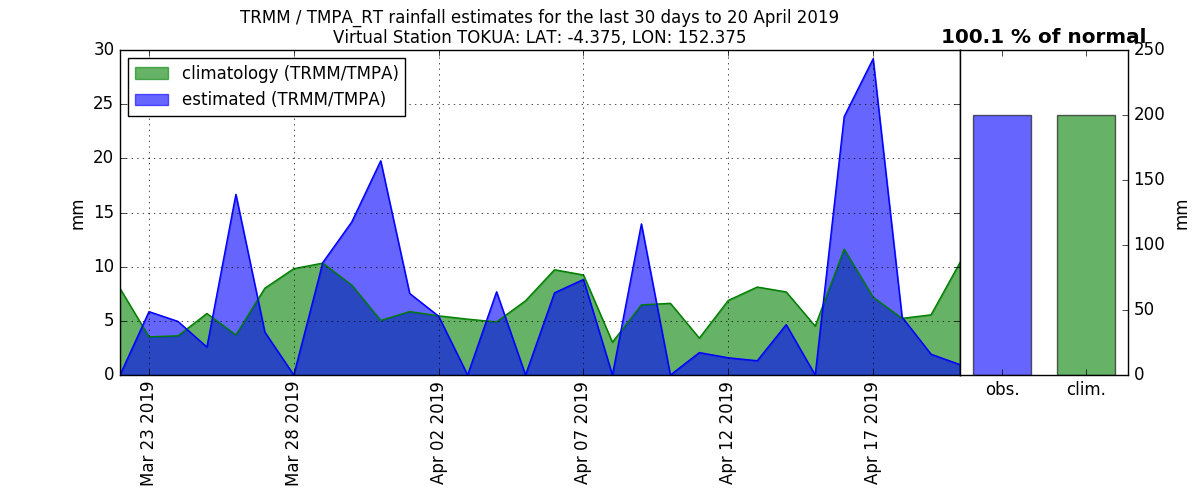 TRMM / TMPA_RT rainfall estimates for the last 30 days to 20 April 2019
Virtual Station TOKUA: LAT: -4.375, LON: 152.375
100.1 % of normal
climatology (TRMM/TMPA)
estimated (TRMM/TMPA)
mm
30
25
20
15
10
5
0
Mar 23 2019
Mar 28 2019
Apr 02 2019
Apr 07 2019
Apr 12 2019
Apr 17 2019
obs.
clim.
250
200
150
100
50
0
mm